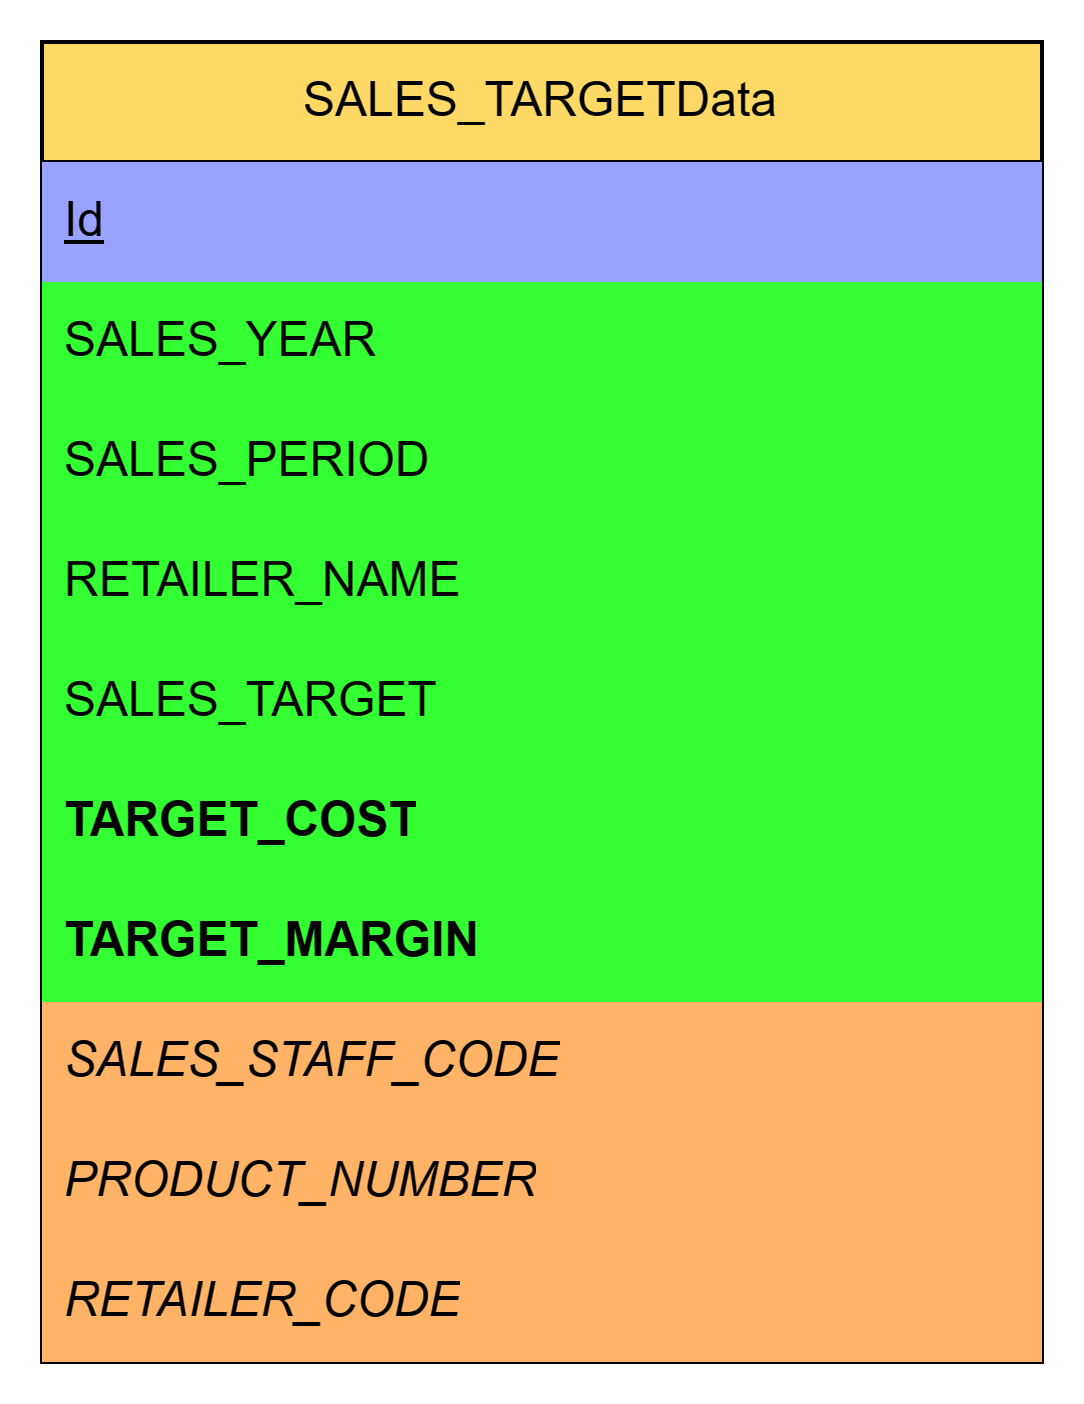 SALES_TARGETData
Id
SALES_YEAR
SALES_PERIOD
RETAILER_NAME
SALES_TARGET
TARGET_COST
TARGET_MARGIN
SALES_STAFF_CODE
PRODUCT_NUMBER
RETAILER_CODE